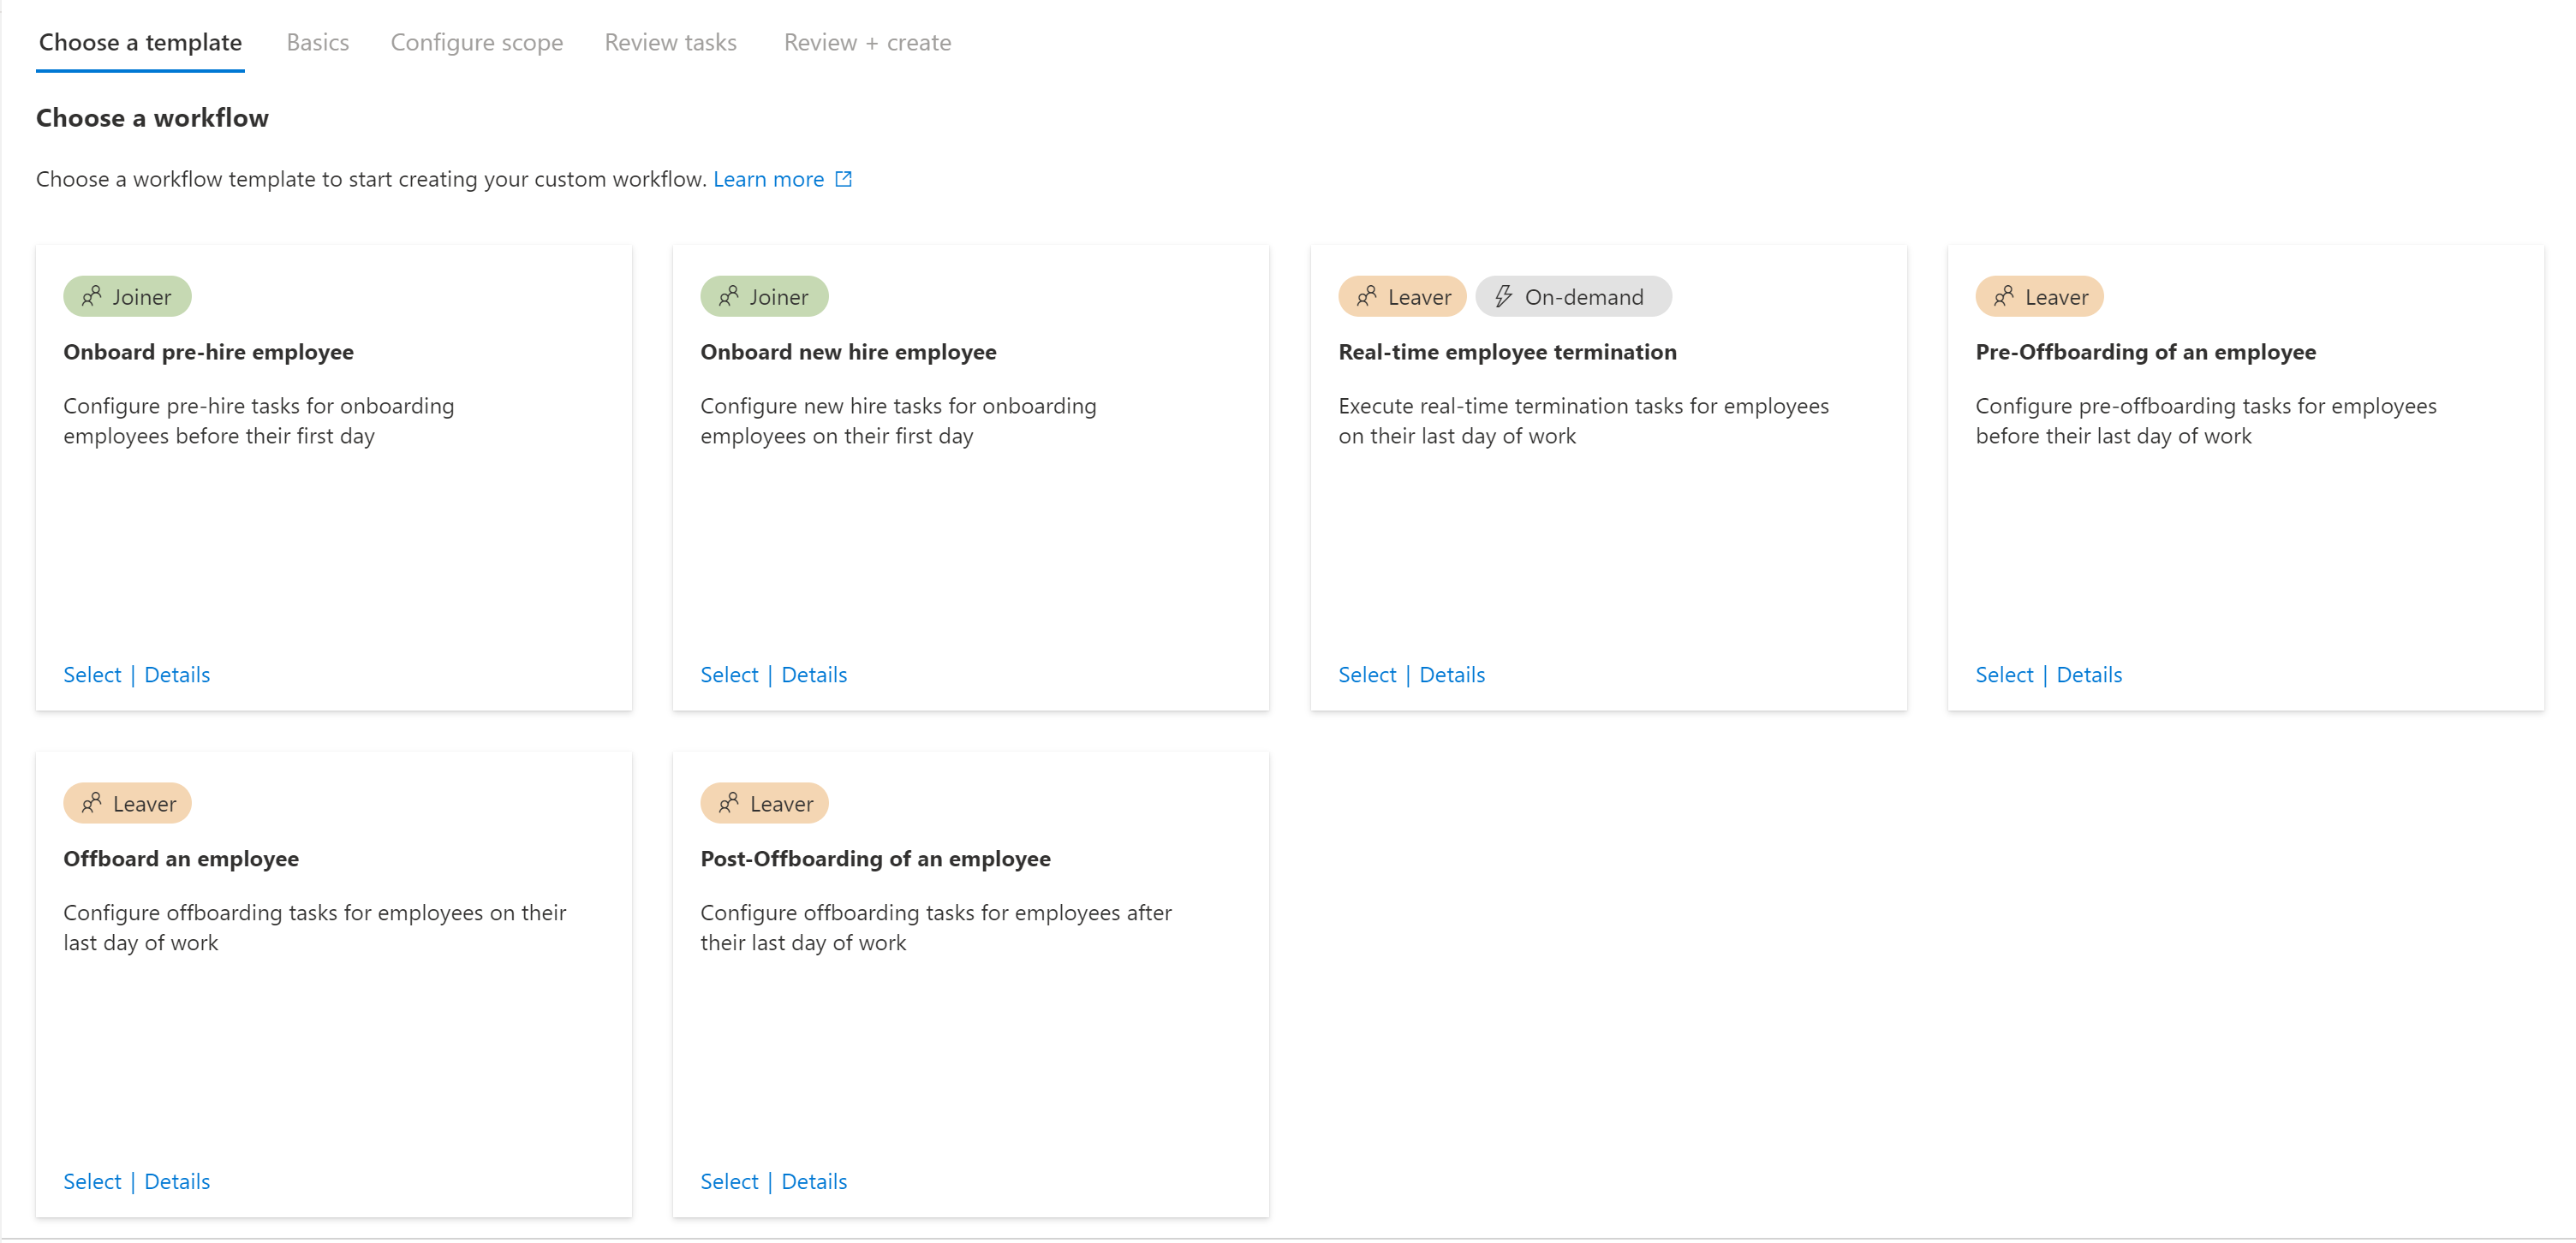 Choose a template Basics Configure scope Review tasks Review + create
Choose a workflow
Choose a workflow template to start creating your custom workflow. Learn more
Joiner
Onboard pre-hire employee
Configure pre-hire tasks for onboarding
employees before their first day
Select | Details
Joiner
Onboard new hire employee
Configure new hire tasks for onboarding
employees on their first day
Select | Details
Leaver On-demand
Real-time employee termination
Execute real-time termination tasks for employees
on their last day of work
Select | Details
Leaver
Pre-Offboarding of an employee
Configure pre-offboarding tasks for employees
before their last day of work
Select | Details
Leaver
Offboard an employee
Configure offboarding tasks for employees on their
last day of work
Select | Details
Leaver
Post-Offboarding of an employee
Configure offboarding tasks for employees after
their last day of work
Select | Details